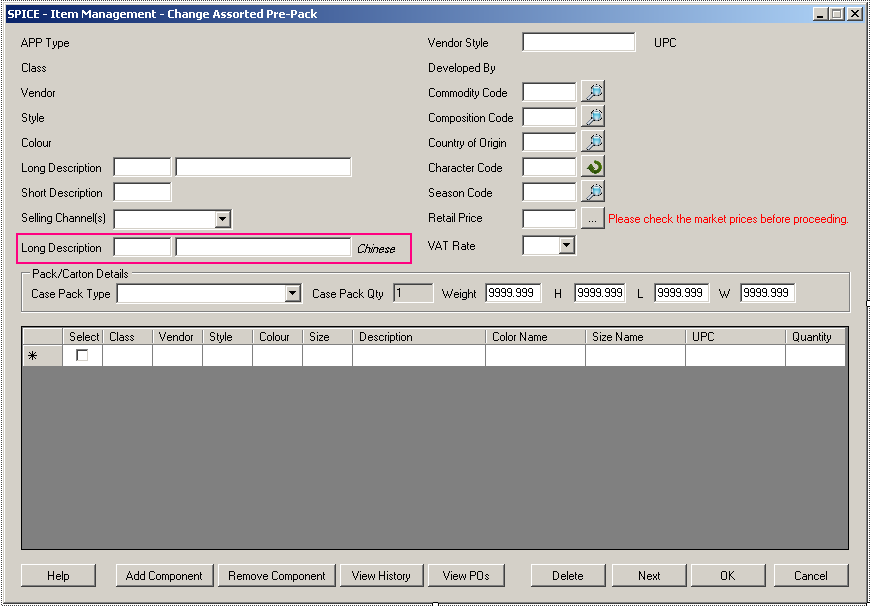 SPICE - Item Management - Change Assorted Pre-Pack
APP Type
Class
Vendor
Style
Colour
Long Description
Short Description
Selling Channel(s)
Long Description Chinese
Vendor Style UPC
Developed By
Commodity Code
Composition Code
Country of Origin
Character Code
Season Code
Retail Price ... Please check the market prices before proceeding.
VAT Rate
Pack/Carton Details
Case Pack Type Case Pack Qty 1 Weight 9999.999 H 9999.999 L 9999.999 W 9999.999
Select Class Vendor Style Colour Size Description Color Name Size Name UPC Quantity
Help Add Component Remove Component View History View POs Delete Next OK Cancel